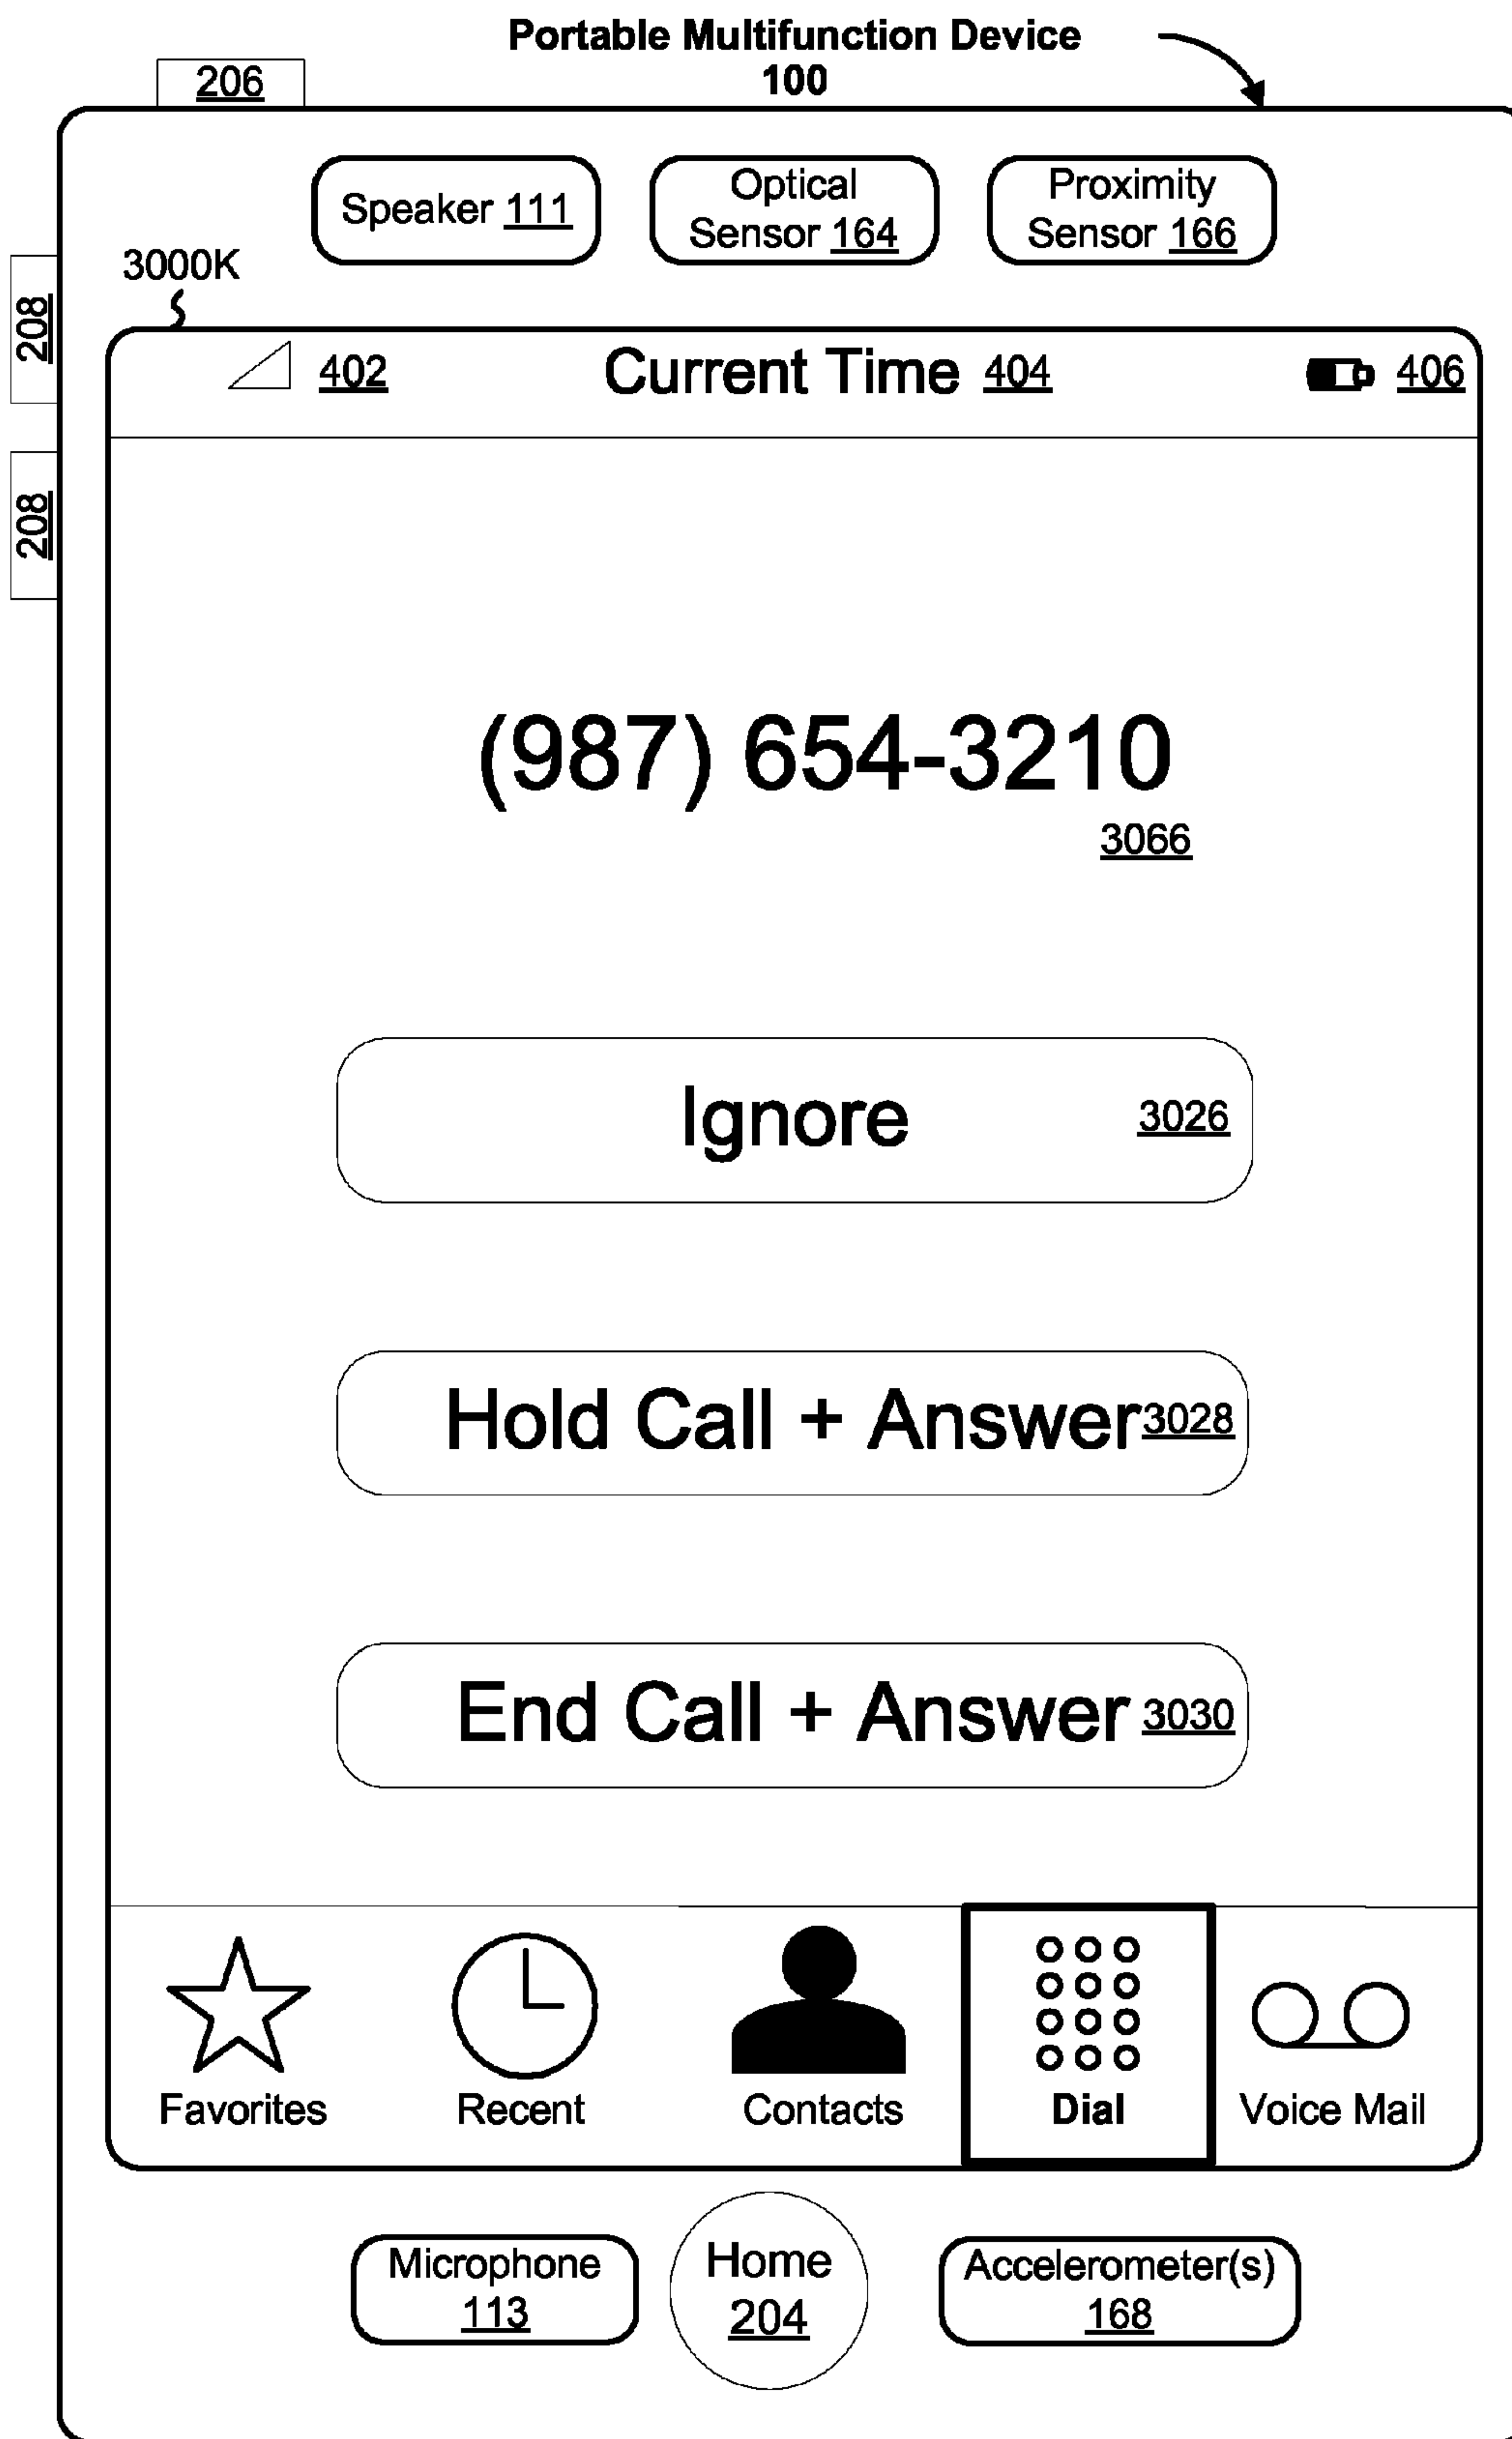 Portable Multifunction Device
100
206
Speaker 111
Optical
Sensor 164
Proximity
Sensor 166
3000K
208
208
402
Current Time 404
406
(987) 654-3210
3066
Ignore 3026
Hold Call + Answer 3028
End Call + Answer 3030
Favorites
Recent
Contacts
Dial
Voice Mail
Microphone
113
Home
204
Accelerometer(s)
168